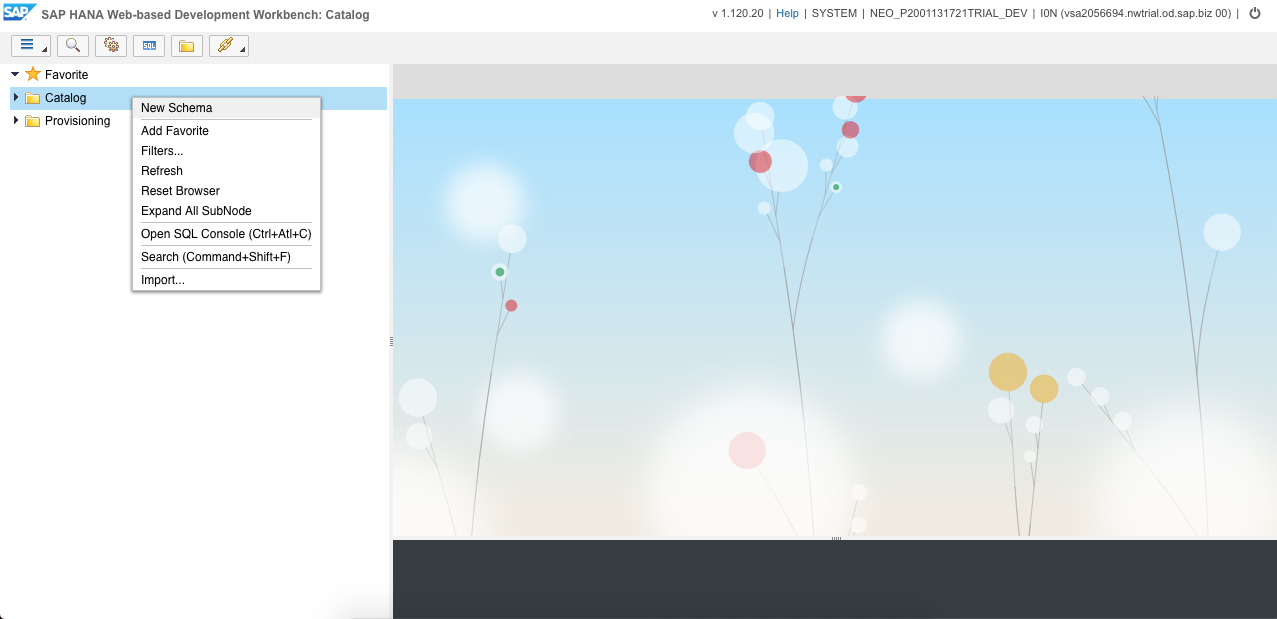 SAP SAP HANA Web-based Development Workbench: Catalog v 1.120.20 | Help | SYSTEM | NEO_P2001131721TRIAL_DEV | I0N (vsa2056694.nwtrial.od.sap.biz 00) |
SQL
Favorite
Catalog
Provisioning
New Schema
Add Favorite
Filters...
Refresh
Reset Browser
Expand All SubNode
Open SQL Console (Ctrl+Atl+C)
Search (Command+Shift+F)
Import...